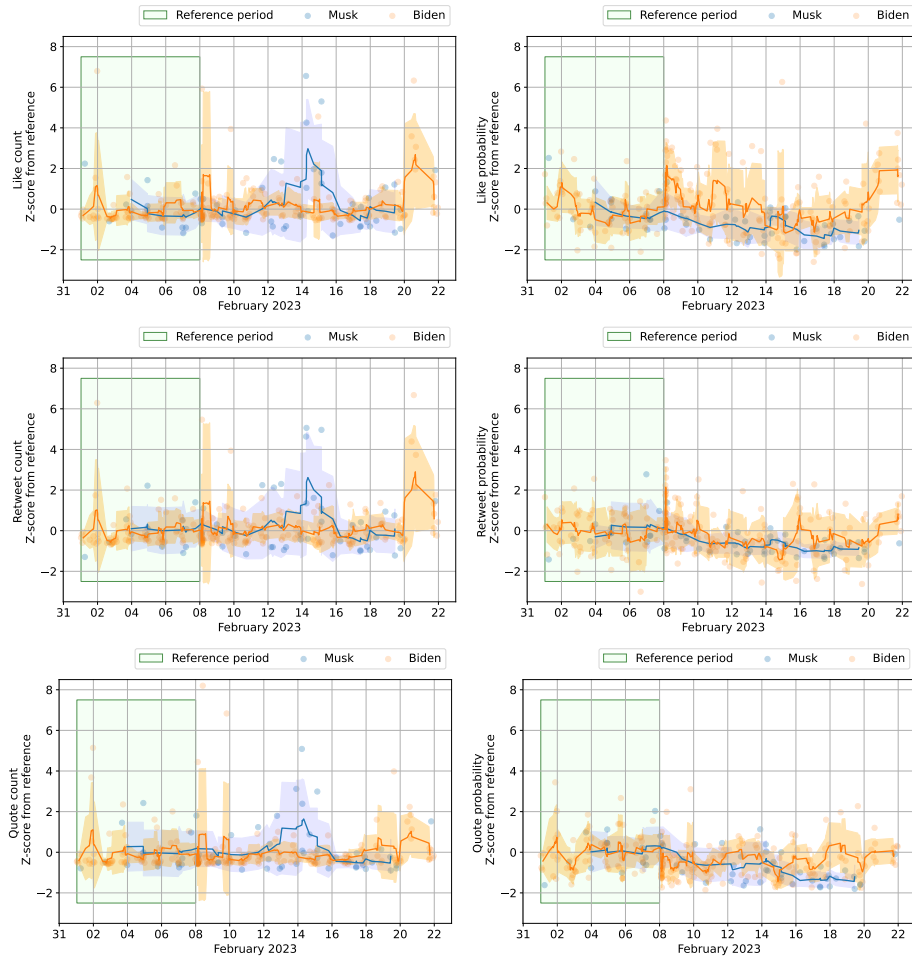 Reference period Musk Biden
Like count
Z-score from reference
8
6
4
2
0
−2
31 02 04 06 08 10 12 14 16 18 20 22
February 2023
Reference period Musk Biden
Like probability
Z-score from reference
8
6
4
2
0
−2
31 02 04 06 08 10 12 14 16 18 20 22
February 2023
Reference period Musk Biden
Retweet count
Z-score from reference
8
6
4
2
0
−2
31 02 04 06 08 10 12 14 16 18 20 22
February 2023
Reference period Musk Biden
Retweet probability
Z-score from reference
8
6
4
2
0
−2
31 02 04 06 08 10 12 14 16 18 20 22
February 2023
Reference period Musk Biden
Quote count
Z-score from reference
8
6
4
2
0
−2
31 02 04 06 08 10 12 14 16 18 20 22
February 2023
Reference period Musk Biden
Quote probability
Z-score from reference
8
6
4
2
0
−2
31 02 04 06 08 10 12 14 16 18 20 22
February 2023